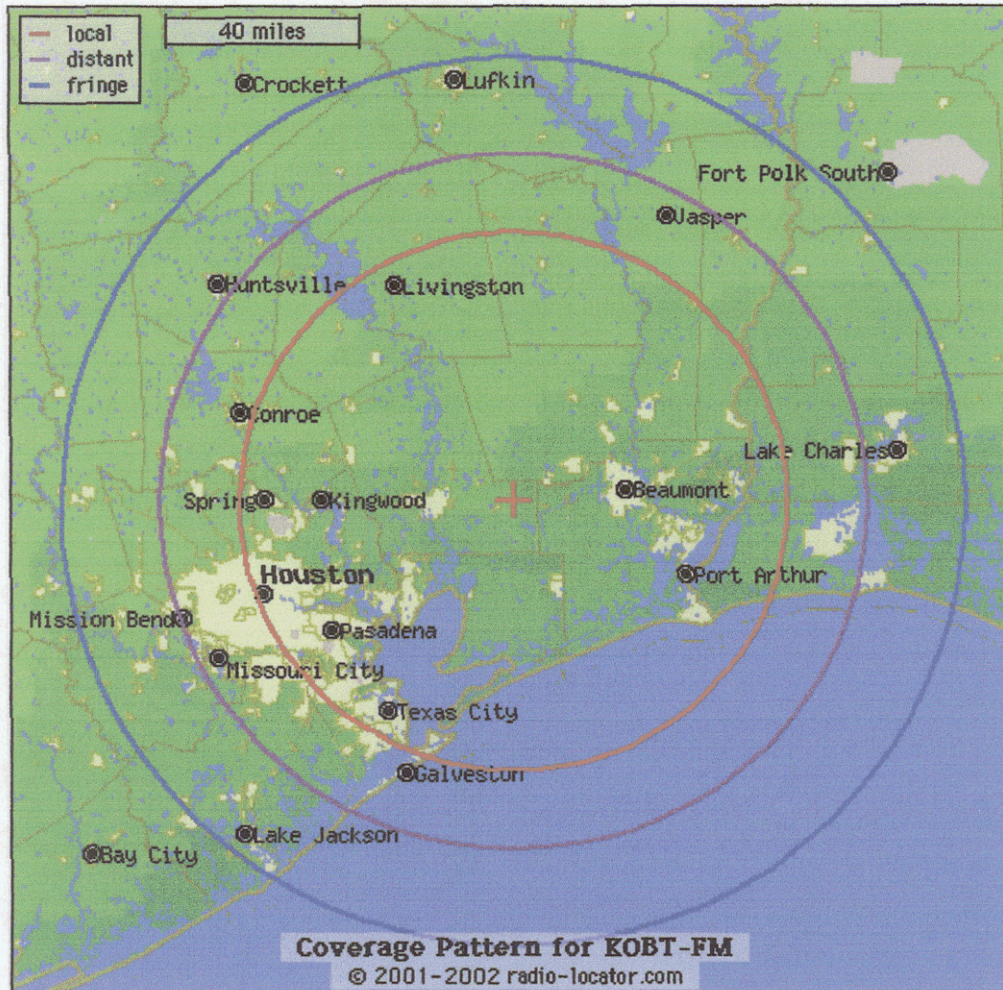 local
distant
fringe
40 miles
Crockett
Lufkin
Fort Polk South
Jasper
Huntsville
Livingston
Conroe
Lake Charles
Spring
Kingwood
Beaumont
Houston
Port Arthur
Mission Bend
Pasadena
Missouri City
Texas City
Galveston
Lake Jackson
Bay City
Coverage Pattern for KOBT-FM
© 2001-2002 radio-locator.com